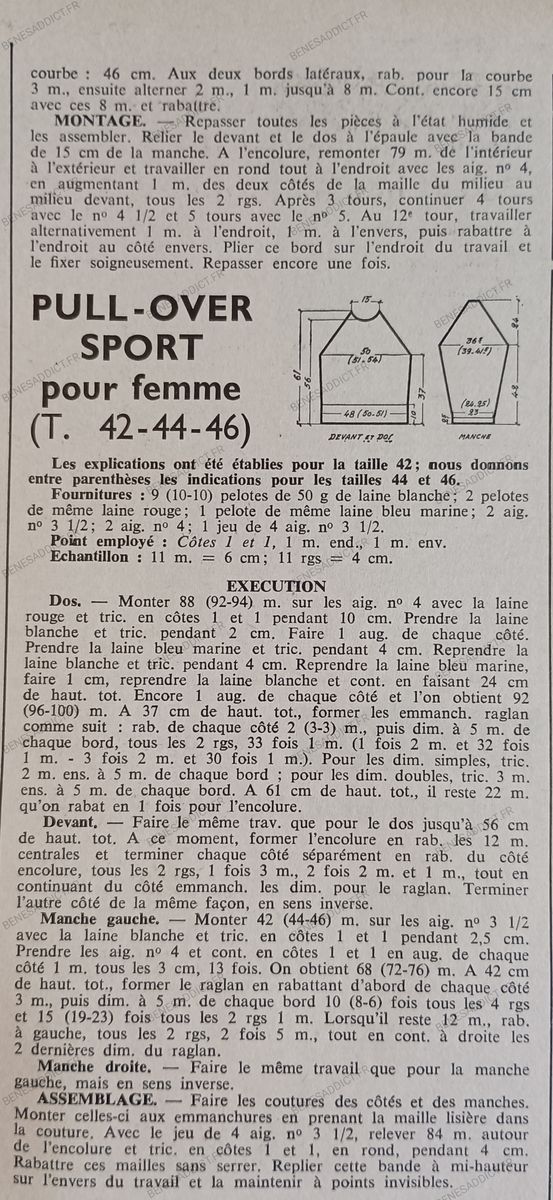 courbe : 46 cm. Aux deux bords latéraux, rab. pour la courbe
3 m., ensuite alterner 2 m., 1 m. jusqu'à 8 m. Cont. encore 15 cm
avec ces 8 m. et rabattre.
MONTAGE. — Repasser toutes les pièces à l'état humide et
les assembler. Relier le devant et le dos à l'épaule avec la bande
de 15 cm de la manche. A l'encolure, remonter 79 m. de l'intérieur
à l'extérieur et travailler en rond tout à l'endroit avec les aig. nº 4,
en augmentant 1 m. des deux côtés de la maille du milieu au
milieu devant, tous les 2 rgs. Après 3 tours, continuer 4 tours
avec le nº 4 1/2 et 5 tours avec le nº 5. Au 12e tour, travailler
alternativement 1 m. à l'endroit, 1 m. à l'envers, puis rabattre à
l'endroit au côté envers. Plier ce bord sur l'endroit du travail et
le fixer soigneusement. Repasser encore une fois.
PULL-OVER
SPORT
pour femme
(T. 42-44-46)
15
50
(51-54)
61
56
37
10
48 (50-51)
DEVANT ET DOS
36
24
48
(24-25)
23
MANCHE
Les explications ont été établies pour la taille 42; nous donnons
entre parenthèses les indications pour les tailles 44 et 46.
Fournitures : 9 (10-10) pelotes de 50 g de laine blanche; 2 pelotes
de même laine rouge; 1 pelote de même laine bleu marine; 2 aig.
nº 3 1/2; 2 aig. nº 4; 1 jeu de 4 aig. nº 3 1/2.
Point employé : Côtes 1 et 1, 1 m. end., 1 m. env.
Echantillon : 11 m. = 6 cm; 11 rgs = 4 cm.
EXECUTION
Dos. — Monter 88 (92-94) m. sur les aig. nº 4 avec la laine
rouge et tric. en côtes 1 et 1 pendant 10 cm. Prendre la laine
blanche et tric. pendant 2 cm. Faire 1 aug. de chaque côté.
Prendre la laine bleu marine et tric. pendant 4 cm. Reprendre la
laine blanche et tric. pendant 4 cm. Reprendre la laine bleu marine,
faire 1 cm, reprendre la laine blanche et cont. en faisant 24 cm
de haut. tot. Encore 1 aug. de chaque côté et l'on obtient 92
(96-100) m. A 37 cm de haut. tot., former les emmanch. raglan
comme suit : rab. de chaque côté 2 (3-3) m., puis dim. à 5 m. de
chaque bord, tous les 2 rgs, 33 fois 1 m. (1 fois 2 m. et 32 fois
1 m. - 3 fois 2 m. et 30 fois 1 m.). Pour les dim. simples, tric.
2 m. ens. à 5 m. de chaque bord ; pour les dim. doubles, tric. 3 m.
ens. à 5 m. de chaque bord. A 61 cm de haut. tot., il reste 22 m.
qu'on rabat en 1 fois pour l'encolure.
Devant. — Faire le même trav. que pour le dos jusqu'à 56 cm
de haut. tot. A ce moment, former l'encolure en rab. les 12 m.
centrales et terminer chaque côté séparément en rab. du côté
encolure, tous les 2 rgs, 1 fois 3 m., 2 fois 2 m. et 1 m., tout en
continuant du côté emmanch. les dim. pour le raglan. Terminer
l'autre côté de la même façon, en sens inverse.
Manche gauche. — Monter 42 (44-46) m. sur les aig. nº 3 1/2
avec la laine blanche et tric. en côtes 1 et 1 pendant 2,5 cm.
Prendre les aig. nº 4 et cont. en côtes 1 et 1 en aug. de chaque
côté 1 m. tous les 3 cm, 13 fois. On obtient 68 (72-76) m. A 42 cm
de haut. tot., former le raglan en rabattant d'abord de chaque côté
3 m., puis dim. à 5 m. de chaque bord 10 (8-6) fois tous les 4 rgs
et 15 (19-23) fois tous les 2 rgs 1 m. Lorsqu'il reste 12 m., rab.
à gauche, tous les 2 rgs, 2 fois 5 m., tout en cont. à droite les
2 dernières dim. du raglan.
Manche droite. — Faire le même travail que pour la manche
gauche, mais en sens inverse.
ASSEMBLAGE. — Faire les coutures des côtés et des manches.
Monter celles-ci aux emmanchures en prenant la maille lisière dans
la couture. Avec le jeu de 4 aig. nº 3 1/2, relever 84 m. autour
de l'encolure et tric. en côtes 1 et 1, en rond, pendant 4 cm.
Rabattre ces mailles sans serrer. Replier cette bande à mi-hauteur
sur l'envers du travail et la maintenir à points invisibles.
BENESADDICT.FR